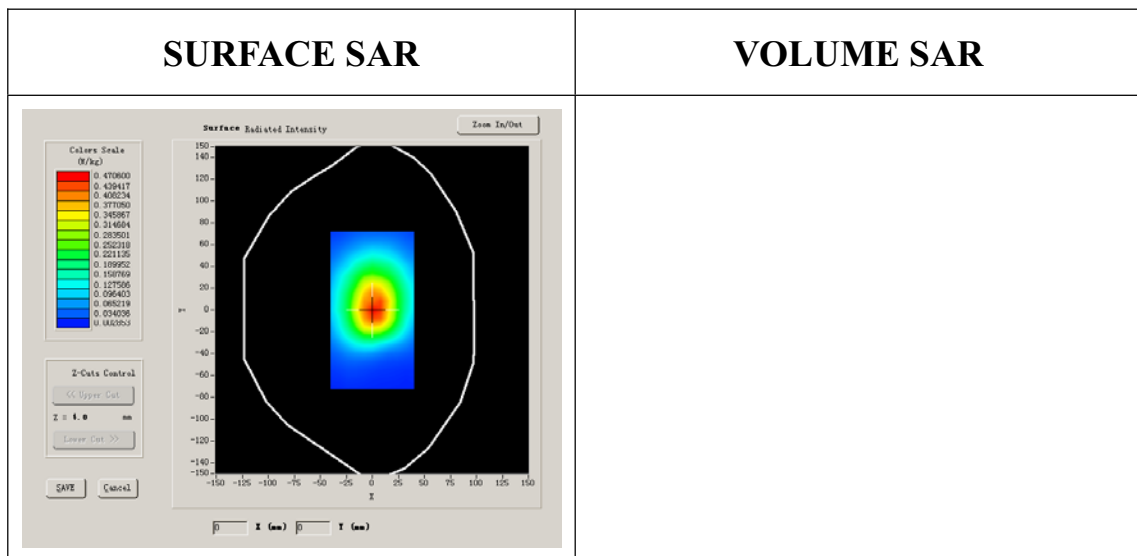 SURFACE SAR
VOLUME SAR
Surface Radiated Intensity
Zoom In/Out
Colors Scale
(W/kg)
0.470600
0.439417
0.408234
0.377050
0.345867
0.314684
0.283501
0.252318
0.221135
0.189952
0.158769
0.127586
0.096403
0.065219
0.034036
0.002853
150
140
120
100
80
60
40
20
0
-20
-40
-60
-80
-100
-120
-140
-150
Y
-150 -125 -100 -75 -50 -25 0 25 50 75 100 125 150
X
Z-Cuts Control
<< Upper Cut
Z = mm
Lower Cut >>
SAVE Cancel
0 X (mm) 0 Y (mm)